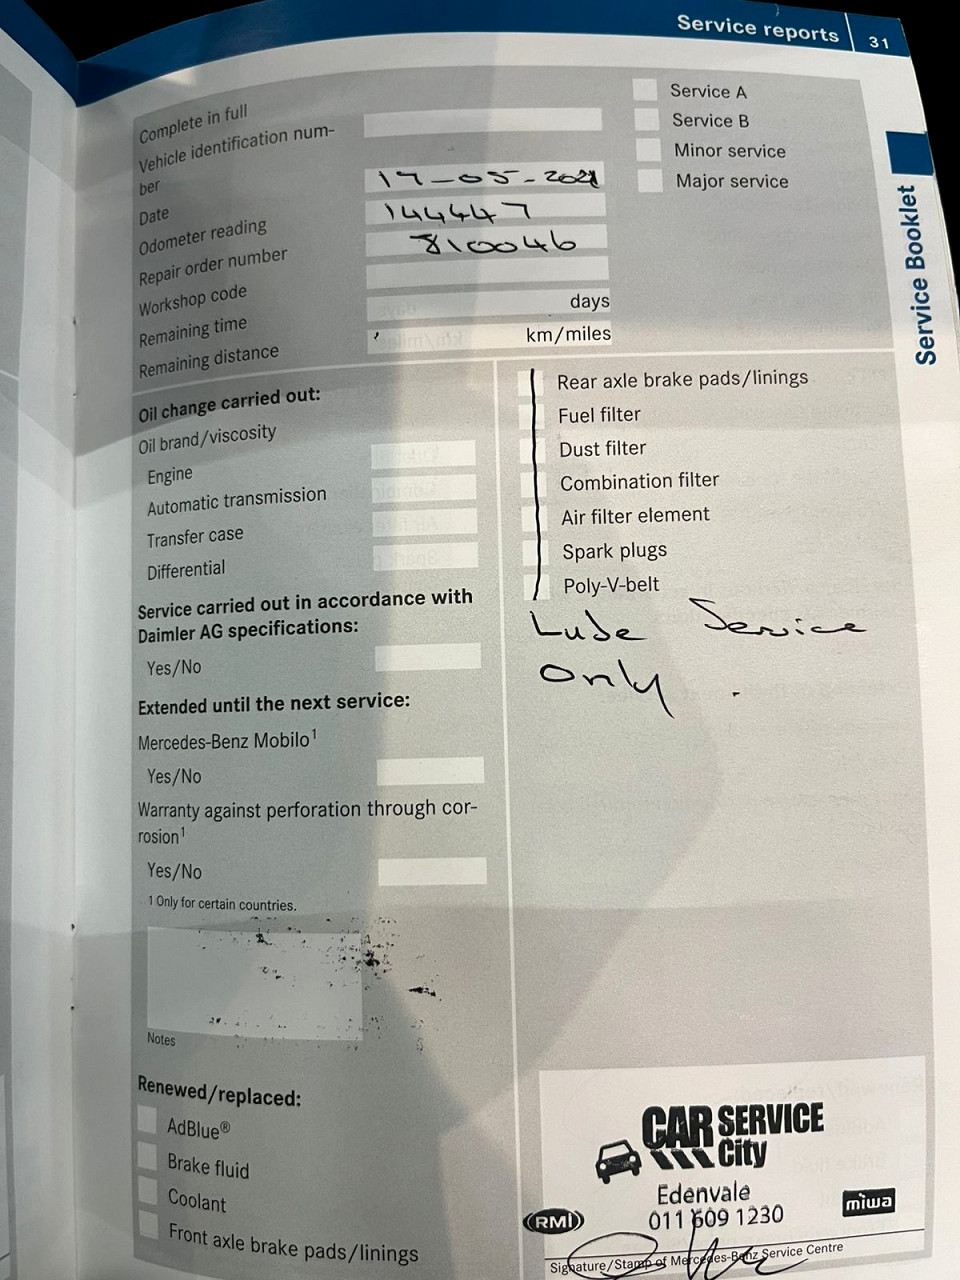 Service reports 31
Complete in full
Vehicle identification num-
ber
Date 17-05-2021
Odometer reading 144447
Repair order number 810046
Workshop code
Remaining time days
Remaining distance km/miles
Service A
Service B
Minor service
Major service
Service Booklet
Oil change carried out:
Oil brand/viscosity
Engine
Automatic transmission
Transfer case
Differential
Service carried out in accordance with
Daimler AG specifications:
Yes/No
Extended until the next service:
Mercedes-Benz Mobilo¹
Yes/No
Warranty against perforation through cor-
rosion¹
Yes/No
1 Only for certain countries.
Notes
Renewed/replaced:
AdBlue®
Brake fluid
Coolant
Front axle brake pads/linings
Rear axle brake pads/linings
Fuel filter
Dust filter
Combination filter
Air filter element
Spark plugs
Poly-V-belt
Lube Service
Only.
CAR SERVICE
City
Edenvale
RMI 011 609 1230 miwa
Signature/Stamp of Mercedes-Benz Service Centre